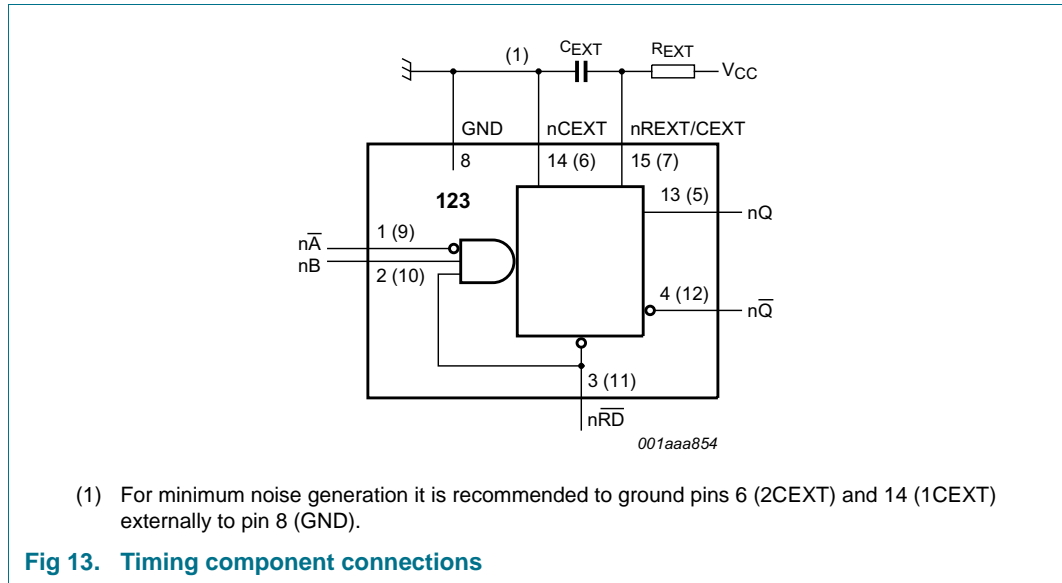 (1)
CEXT
REXT
VCC
GND
nCEXT
nREXT/CEXT
8
14 (6)
15 (7)
123
13 (5)
nQ
1 (9)
nA̅
nB
2 (10)
4 (12)
nQ̅
3 (11)
nR̅D̅
001aaa854
(1) For minimum noise generation it is recommended to ground pins 6 (2CEXT) and 14 (1CEXT)
externally to pin 8 (GND).
Fig 13. Timing component connections